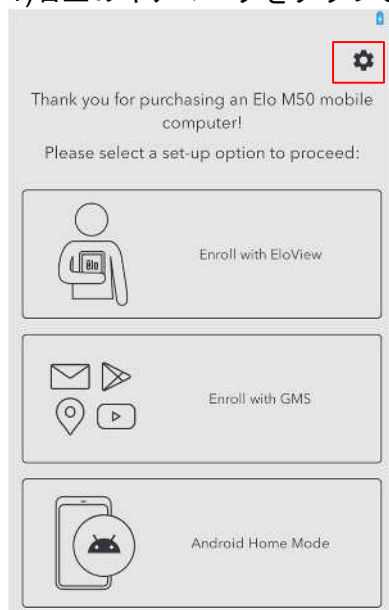 Thank you for purchasing an Elo M50 mobile
computer!
Please select a set-up option to proceed:
elo
Enroll with EloView
Enroll with GMS
Android Home Mode